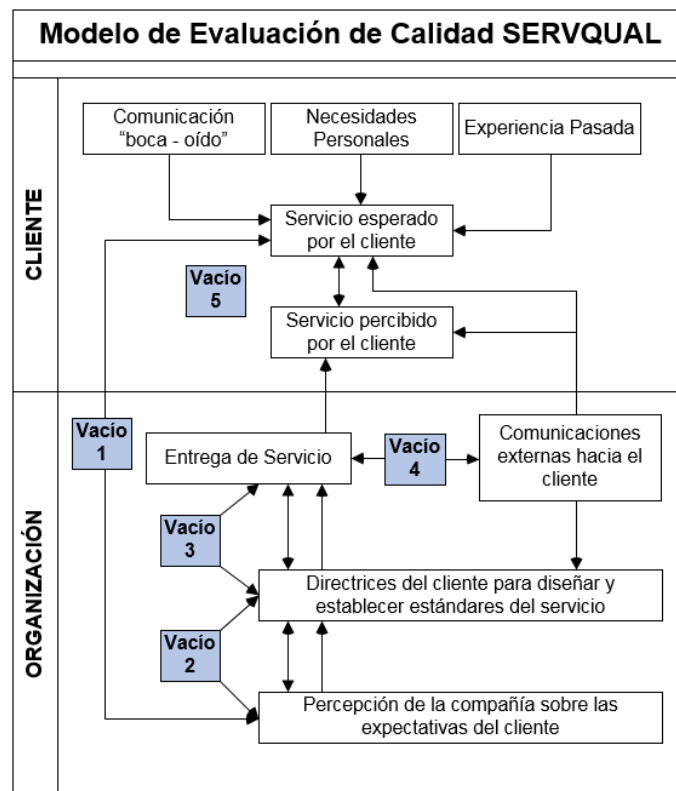 Modelo de Evaluación de Calidad SERVQUAL
CLIENTE
Comunicación
“boca - oído”
Necesidades
Personales
Experiencia Pasada
Servicio esperado
por el cliente
Vacío
5
Servicio percibido
por el cliente
ORGANIZACIÓN
Vacío
1
Entrega de Servicio
Vacío
4
Comunicaciones
externas hacia el
cliente
Vacío
3
Directrices del cliente para diseñar y
establecer estándares del servicio
Vacío
2
Percepción de la compañía sobre las
expectativas del cliente